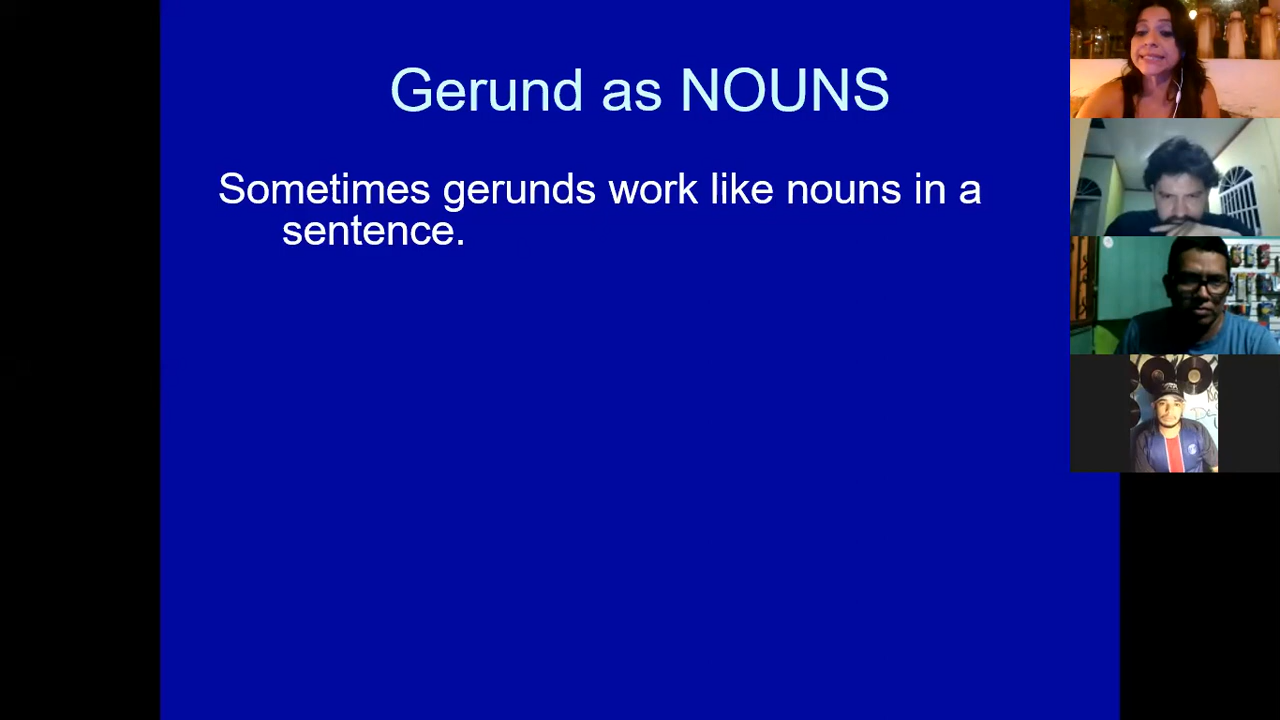 Gerund as NOUNS
Sometimes gerunds work like nouns in a
sentence.